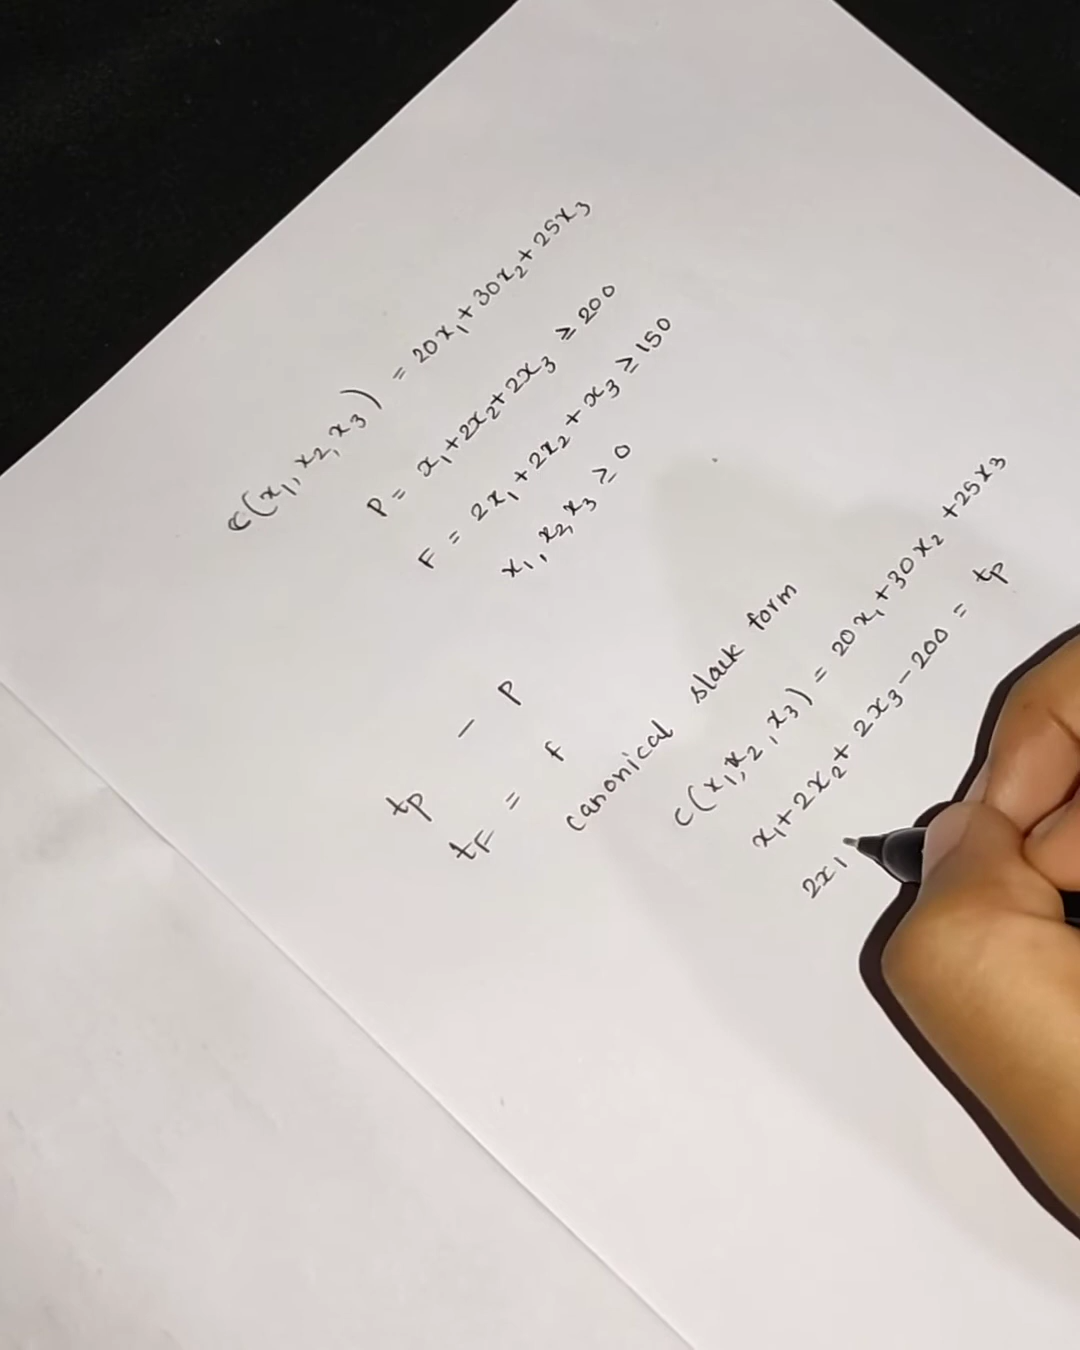 C(x₁, x₂, x₃) = 20x₁ + 30x₂ + 25x₃
P = x₁ + 2x₂ + 2x₃ ≥ 200
F = 2x₁ + 2x₂ + x₃ ≥ 150
x₁, x₂, x₃ ≥ 0
tp – P
tF = f
canonical slack form
C(x₁, x₂, x₃) = 20x₁ + 30x₂ + 25x₃
x₁ + 2x₂ + 2x₃ - 200 = tp
2x₁